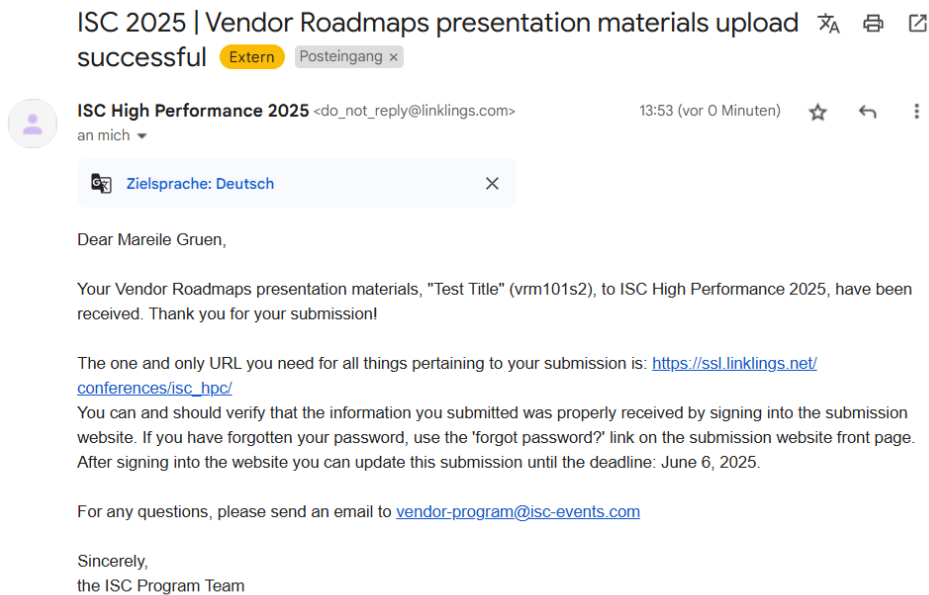 ISC 2025 | Vendor Roadmaps presentation materials upload
successful Extern Posteingang ×
ISC High Performance 2025 <do_not_reply@linklings.com> 13:53 (vor 0 Minuten)
an mich
Zielsprache: Deutsch
Dear Mareile Gruen,
Your Vendor Roadmaps presentation materials, "Test Title" (vrm101s2), to ISC High Performance 2025, have been
received. Thank you for your submission!
The one and only URL you need for all things pertaining to your submission is: https://ssl.linklings.net/
conferences/isc_hpc/
You can and should verify that the information you submitted was properly received by signing into the submission
website. If you have forgotten your password, use the 'forgot password?' link on the submission website front page.
After signing into the website you can update this submission until the deadline: June 6, 2025.
For any questions, please send an email to vendor-program@isc-events.com
Sincerely,
the ISC Program Team